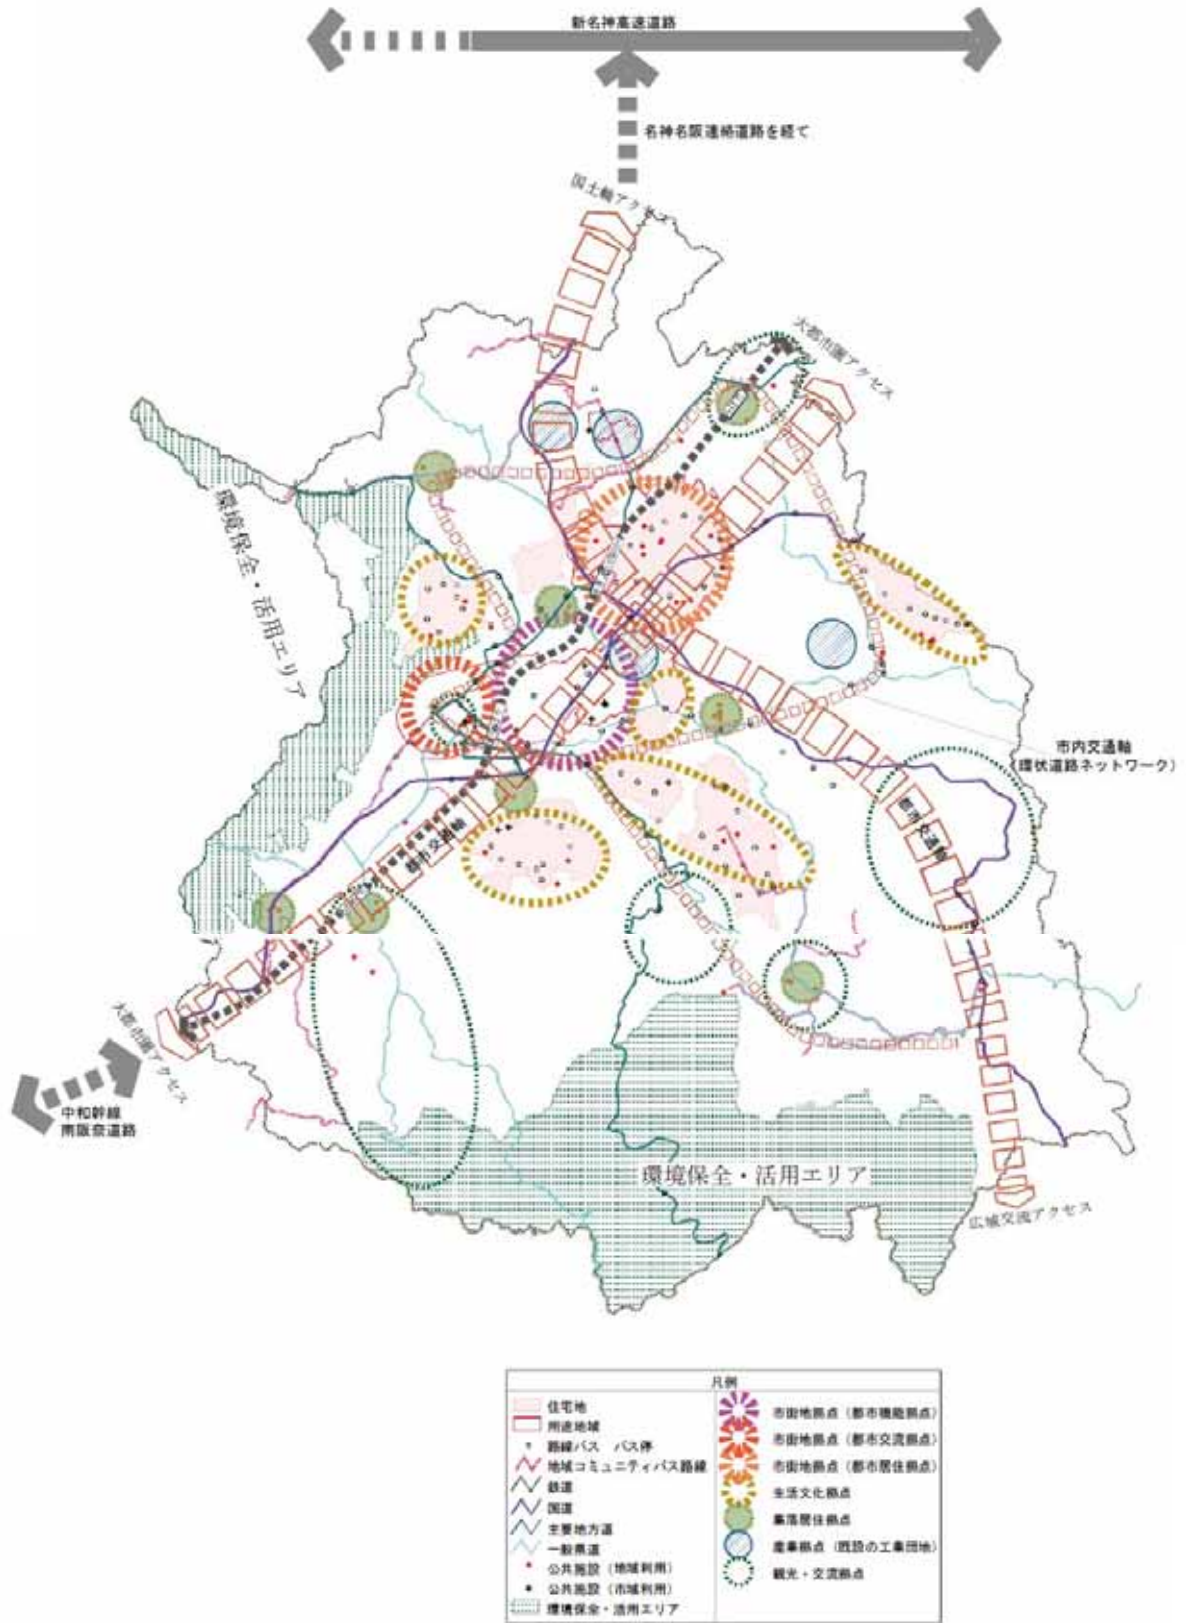 新名神高速道路
名神名阪連絡道路を経て
国土軸アクセス
大都市圏アクセス
環境保全・活用エリア
市内交通軸
(環状道路ネットワーク)
都市交通軸
都市交通軸
大都市圏アクセス
中和幹線
南阪奈道路
環境保全・活用エリア
広域交流アクセス
凡例
住宅地
用途地域
路線バス バス停
地域コミュニティバス路線
鉄道
国道
主要地方道
一般県道
公共施設(地域利用)
公共施設(市域利用)
環境保全・活用エリア
市街地拠点(都市機能拠点)
市街地拠点(都市交流拠点)
市街地拠点(都市居住拠点)
生活文化拠点
集落居住拠点
産業拠点(既設の工業団地)
観光・交流拠点